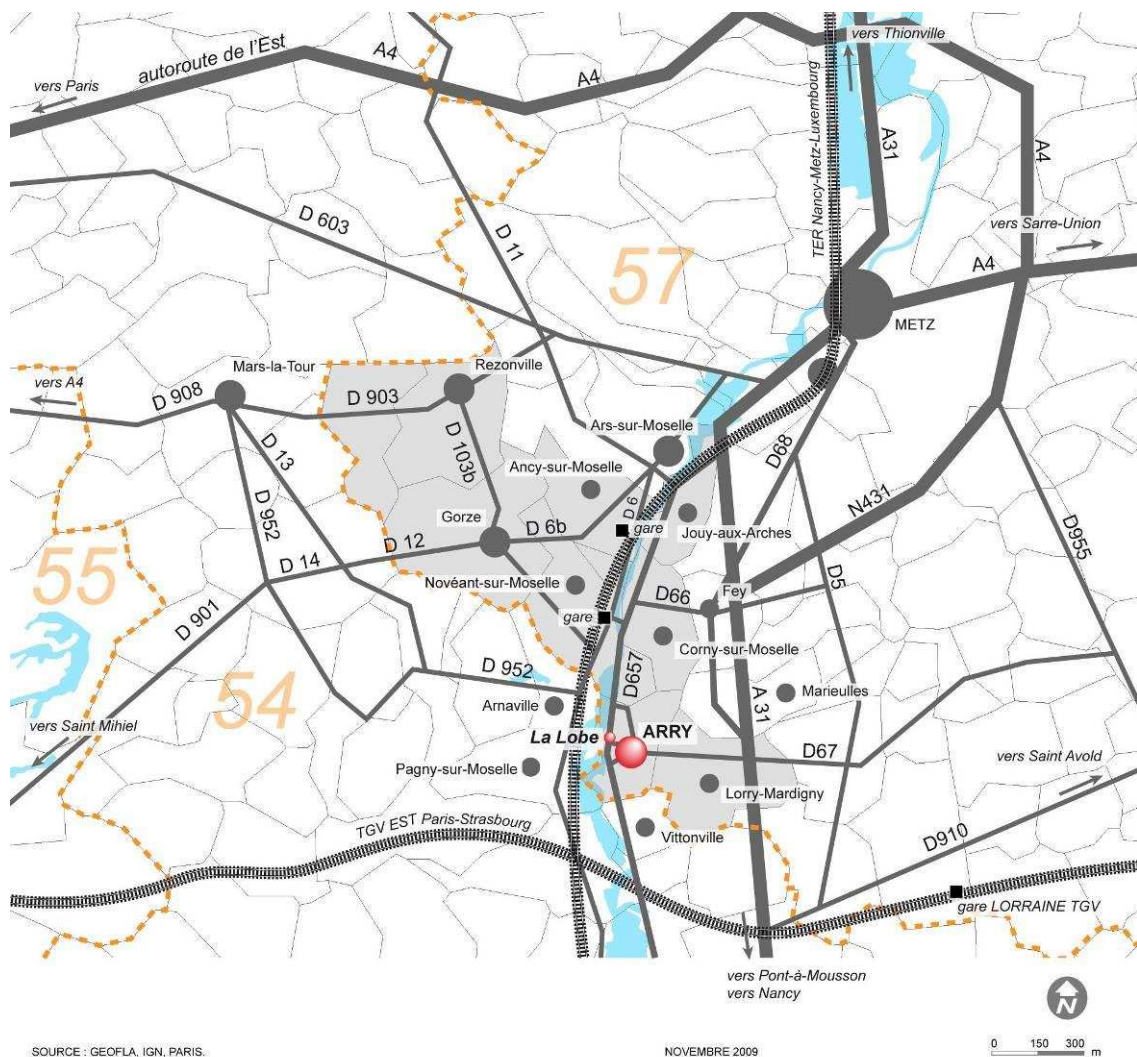 vers Thionville
autoroute de l'Est
A4
A4
vers Paris
TER Nancy-Metz-Luxembourg
A31
A4
D 603
D 11
57
vers Sarre-Union
A4
METZ
Mars-la-Tour
Rezonville
vers A4
D 908
D 903
D 13
D 103b
Ars-sur-Moselle
Ancy-sur-Moselle
D68
D 952
Gorze
D 6b
D 6
gare
Jouy-aux-Arches
N431
D955
D 12
D 14
55
Novéant-sur-Moselle
gare
D66
Fey
D5
D 901
Corny-sur-Moselle
D657
54
D 952
Arnaville
A 31
Marieulles
vers Saint Mihiel
La Lobe
ARRY
D67
Pagny-sur-Moselle
vers Saint Avold
Lorry-Mardigny
Vittonville
TGV EST Paris-Strasbourg
D910
gare LORRAINE TGV
vers Pont-à-Mousson
vers Nancy
N
SOURCE : GEOFLA, IGN, PARIS.
NOVEMBRE 2009
0 150 300 m